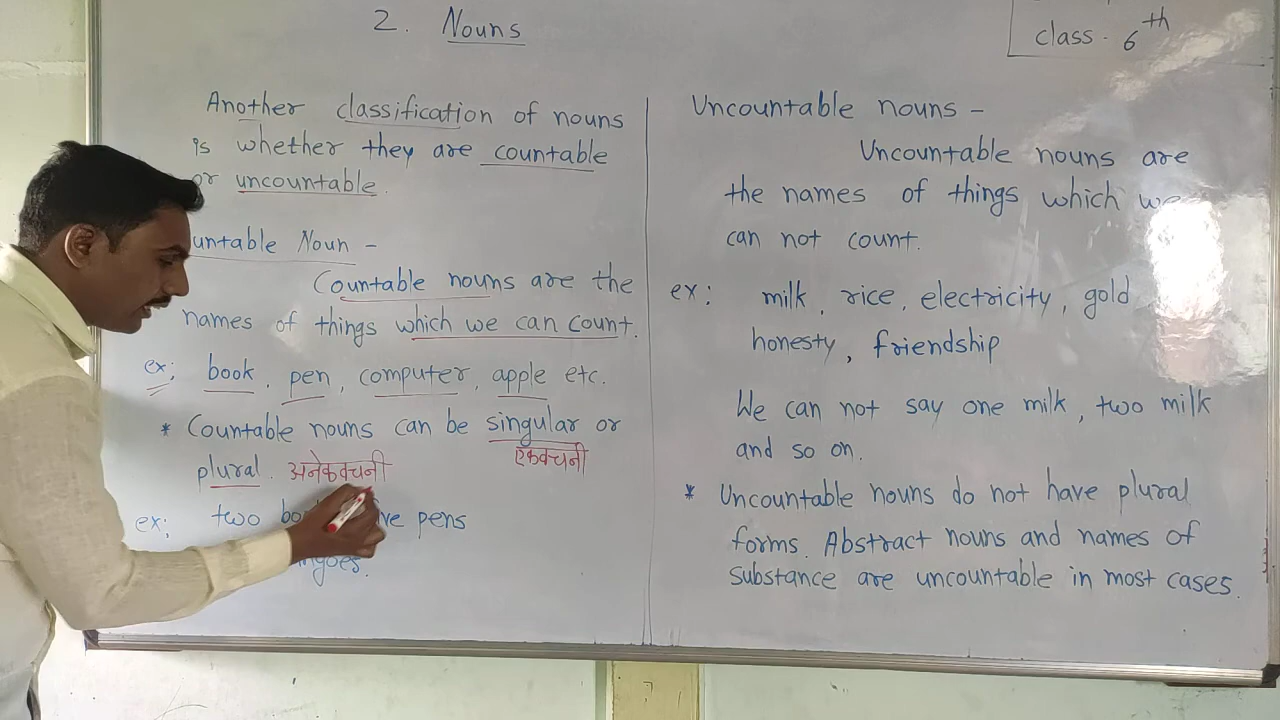 2. Nouns
class. 6th
Another classification of nouns
is whether they are countable
or uncountable.
untable Noun -
Countable nouns are the
names of things which we can count.
ex: book, pen, computer, apple etc.
* Countable nouns can be singular or
एकवचनी
plural. अनेकवचनी
ex: two pens
Uncountable nouns -
Uncountable nouns are
the names of things which we
can not count.
ex: milk, rice, electricity, gold
honesty, friendship
We can not say one milk, two milk
and so on.
* Uncountable nouns do not have plural
forms. Abstract nouns and names of
substance are uncountable in most cases.